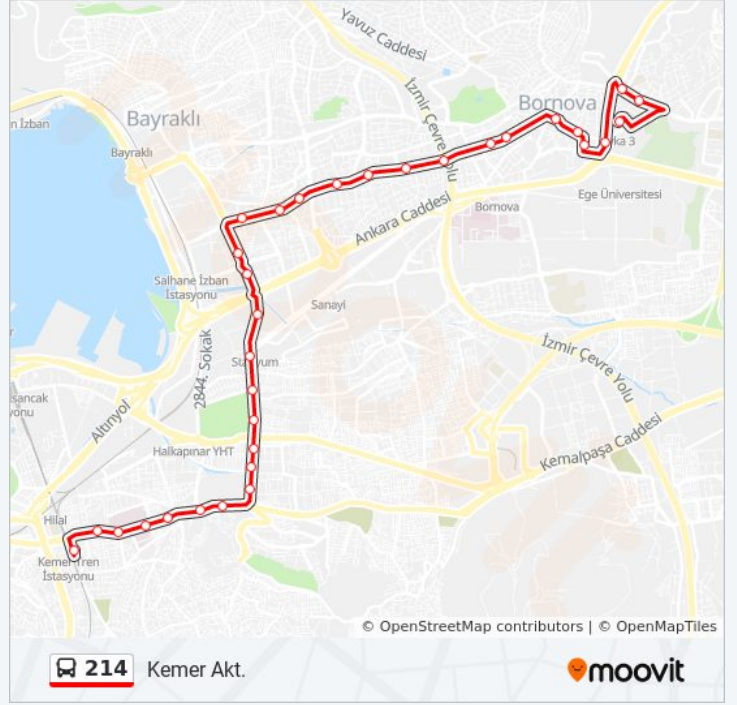 Yavuz Caddesi
İzmir Çevre Yolu
Bornova
Bayraklı
n İzban
Bayraklı
yka 3
Ege Üniversitesi
Bornova
Ankara Caddesi
Salhane İzban
İstasyonu
Sanayi
2844. Sokak
İzmir Çevre Yolu
sancak
yonu
Altınyol
Kemalpaşa Caddesi
Halkapınar YHT
Hilal
İstasyonu
© OpenStreetMap contributors | © OpenMapTiles
214 Kemer Akt.
moovit